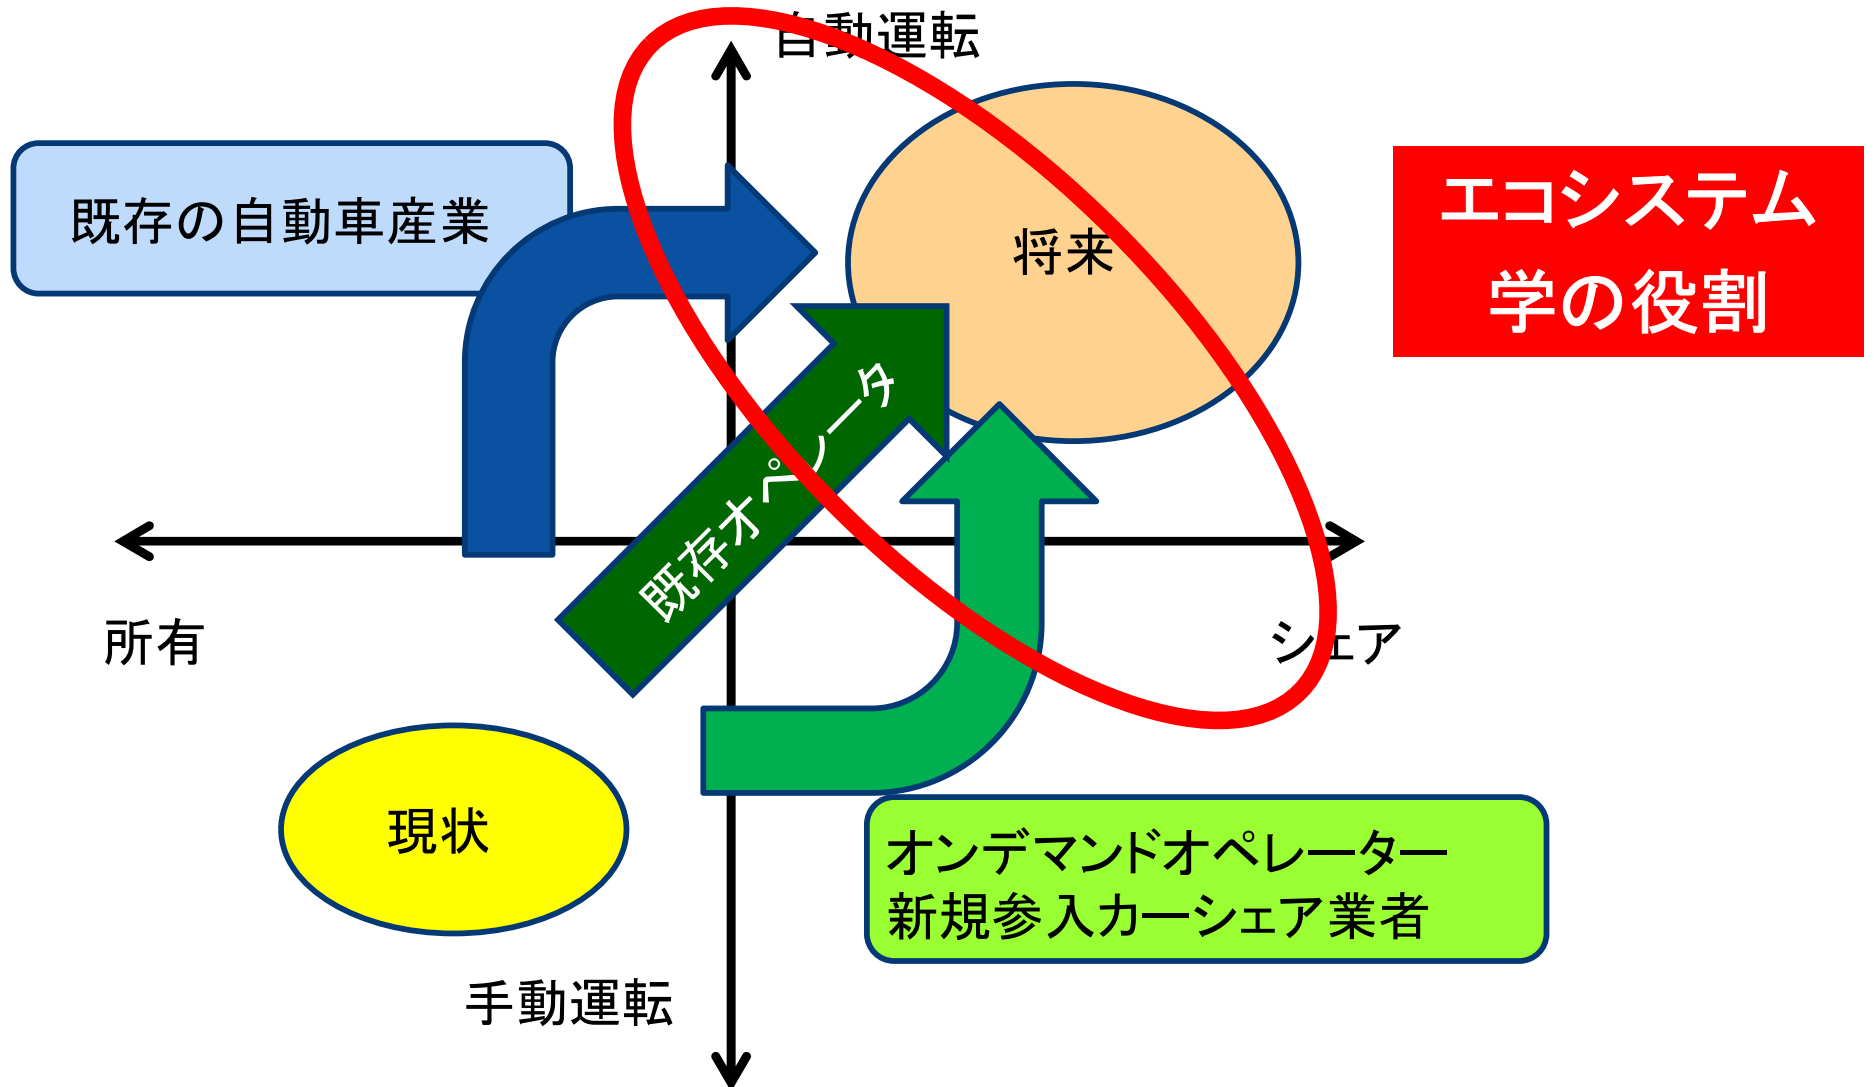 自動運転
既存の自動車産業
将来
エコシステム
学の役割
既存オペレータ
所有
シェア
現状
オンデマンドオペレーター
新規参入カーシェア業者
手動運転